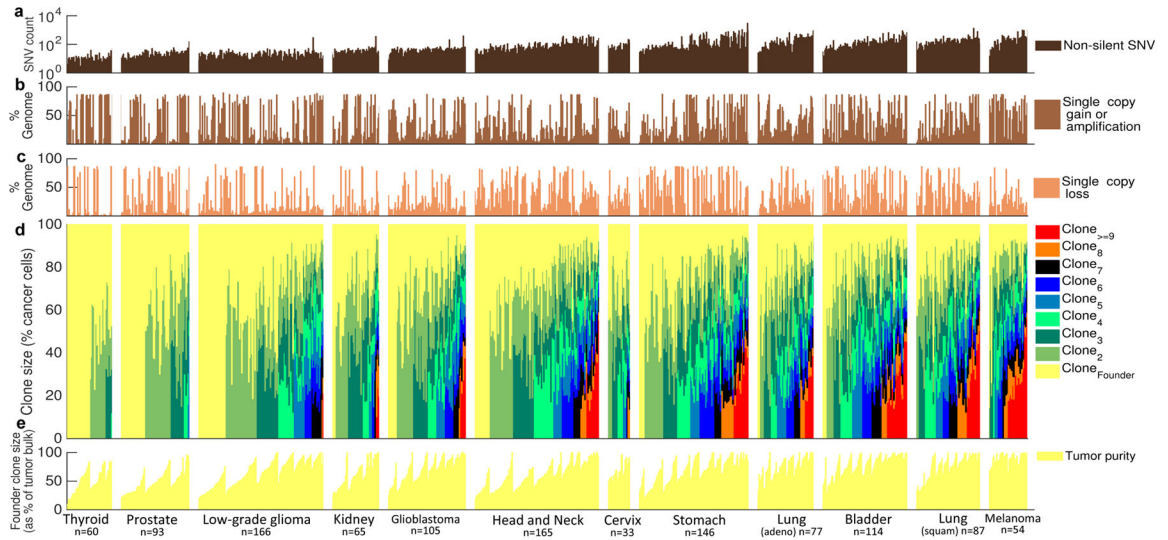 a
SNV count
10^4
10^2
10^0
Non-silent SNV
b
% Genome
100
50
Single copy
gain or
amplification
c
% Genome
100
50
Single copy
loss
d
Clone size (% cancer cells)
100
80
60
40
20
0
Clone>=9
Clone8
Clone7
Clone6
Clone5
Clone4
Clone3
Clone2
CloneFounder
e
Founder clone size
(as % of tumor bulk)
100
50
0
Tumor purity
Thyroid
n=60
Prostate
n=93
Low-grade glioma
n=166
Kidney
n=65
Glioblastoma
n=105
Head and Neck
n=165
Cervix
n=33
Stomach
n=146
Lung
(adeno) n=77
Bladder
n=114
Lung
(squam) n=87
Melanoma
n=54